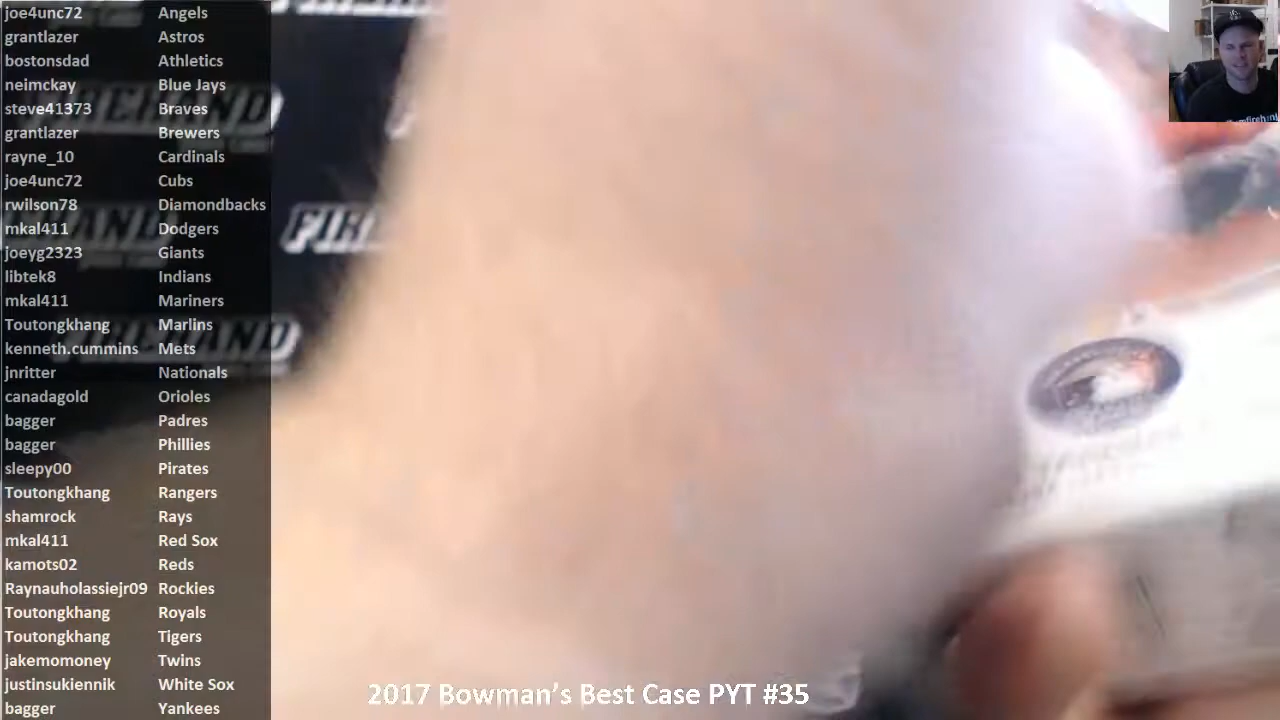 joe4unc72 Angels
grantlazer Astros
bostonsdad Athletics
neimckay Blue Jays
steve41373 Braves
grantlazer Brewers
rayne_10 Cardinals
joe4unc72 Cubs
rwilson78 Diamondbacks
mkal411 Dodgers
joeyg2323 Giants
libtek8 Indians
mkal411 Mariners
Toutongkhang Marlins
kenneth.cummins Mets
jnritter Nationals
canadagold Orioles
bagger Padres
bagger Phillies
sleepy00 Pirates
Toutongkhang Rangers
shamrock Rays
mkal411 Red Sox
kamots02 Reds
Raynauholassiejr09 Rockies
Toutongkhang Royals
Toutongkhang Tigers
jakemomoney Twins
justinsukiennik White Sox
bagger Yankees
2017 Bowman's Best Case PYT #35